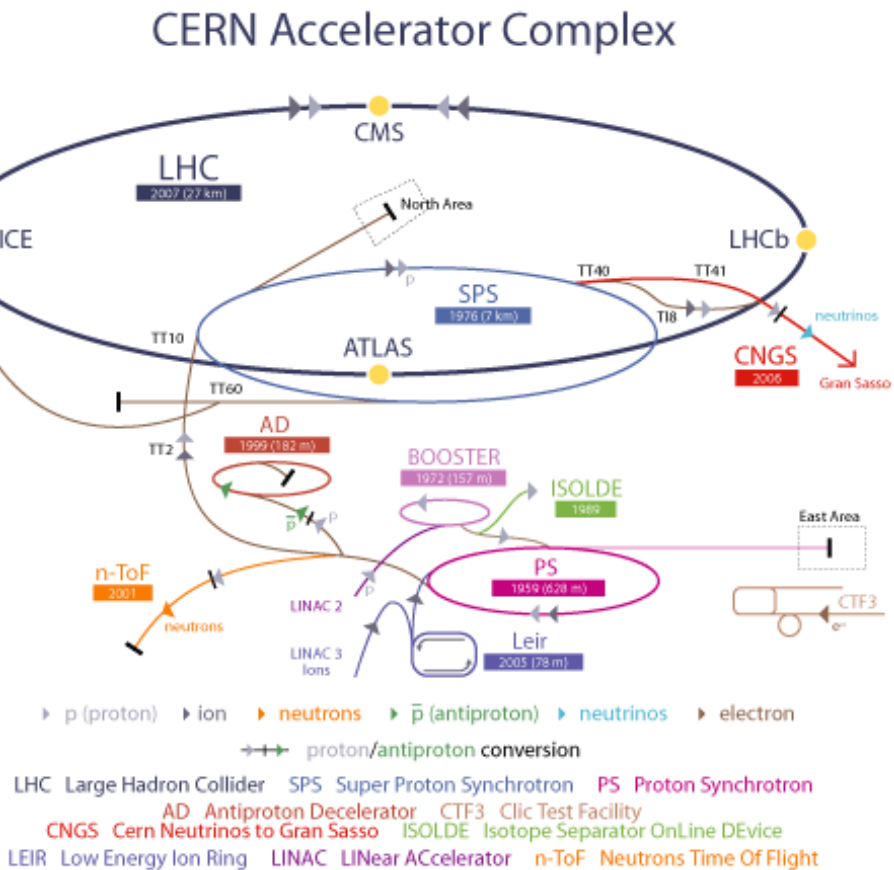 CERN Accelerator Complex
CMS
LHC
2007 (27 km)
North Area
ICE
LHCb
p
TT40
TT41
SPS
1976 (7 km)
TI8
neutrinos
TT10
ATLAS
CNGS
2006
Gran Sasso
TT60
AD
1999 (182 m)
TT2
BOOSTER
1972 (157 m)
ISOLDE
1989
p̅
p
East Area
n-ToF
2001
PS
1959 (628 m)
LINAC 2
p
neutrons
CTF3
e-
LINAC 3
Ions
Leir
2005 (78 m)
p (proton) ion neutrons p̅ (antiproton) neutrinos electron
proton/antiproton conversion
LHC Large Hadron Collider SPS Super Proton Synchrotron PS Proton Synchrotron
AD Antiproton Decelerator CTF3 Clic Test Facility
CNGS Cern Neutrinos to Gran Sasso ISOLDE Isotope Separator OnLine DEvice
LEIR Low Energy Ion Ring LINAC LINear ACcelerator n-ToF Neutrons Time Of Flight